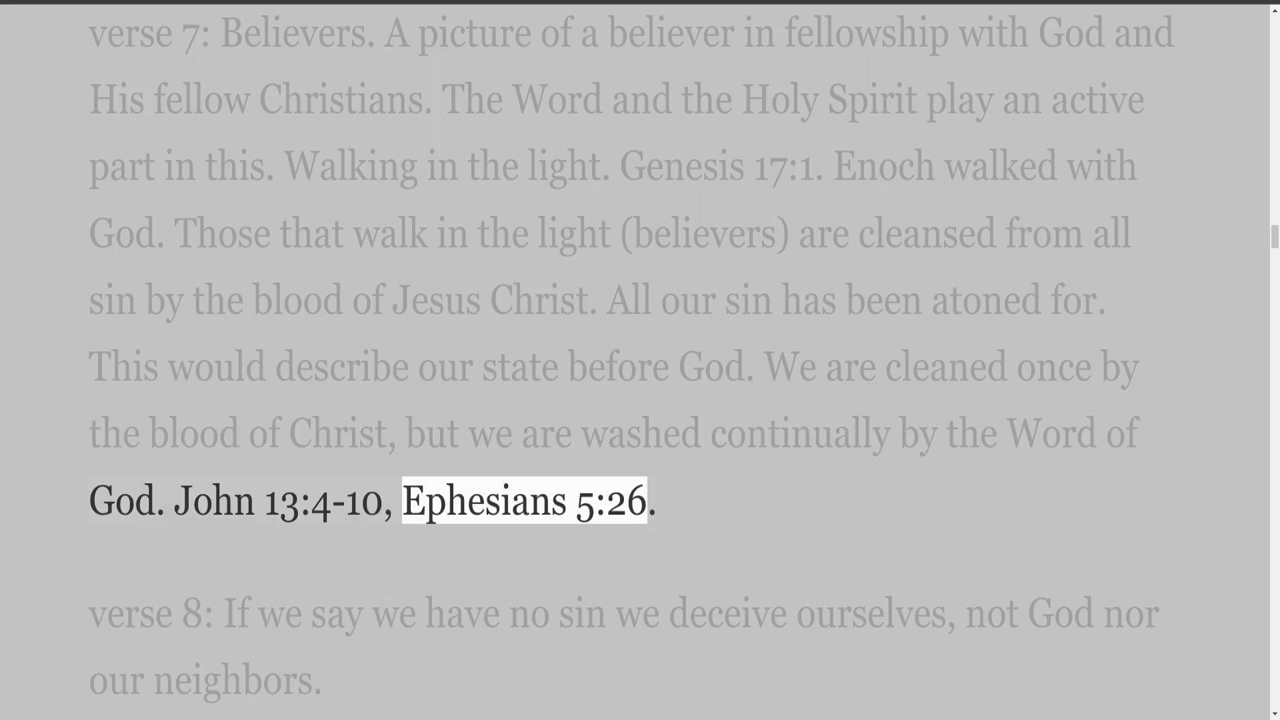 verse 7: Believers. A picture of a believer in fellowship with God and
His fellow Christians. The Word and the Holy Spirit play an active
part in this. Walking in the light. Genesis 17:1. Enoch walked with
God. Those that walk in the light (believers) are cleansed from all
sin by the blood of Jesus Christ. All our sin has been atoned for.
This would describe our state before God. We are cleaned once by
the blood of Christ, but we are washed continually by the Word of
God. John 13:4-10, Ephesians 5:26.
verse 8: If we say we have no sin we deceive ourselves, not God nor
our neighbors.